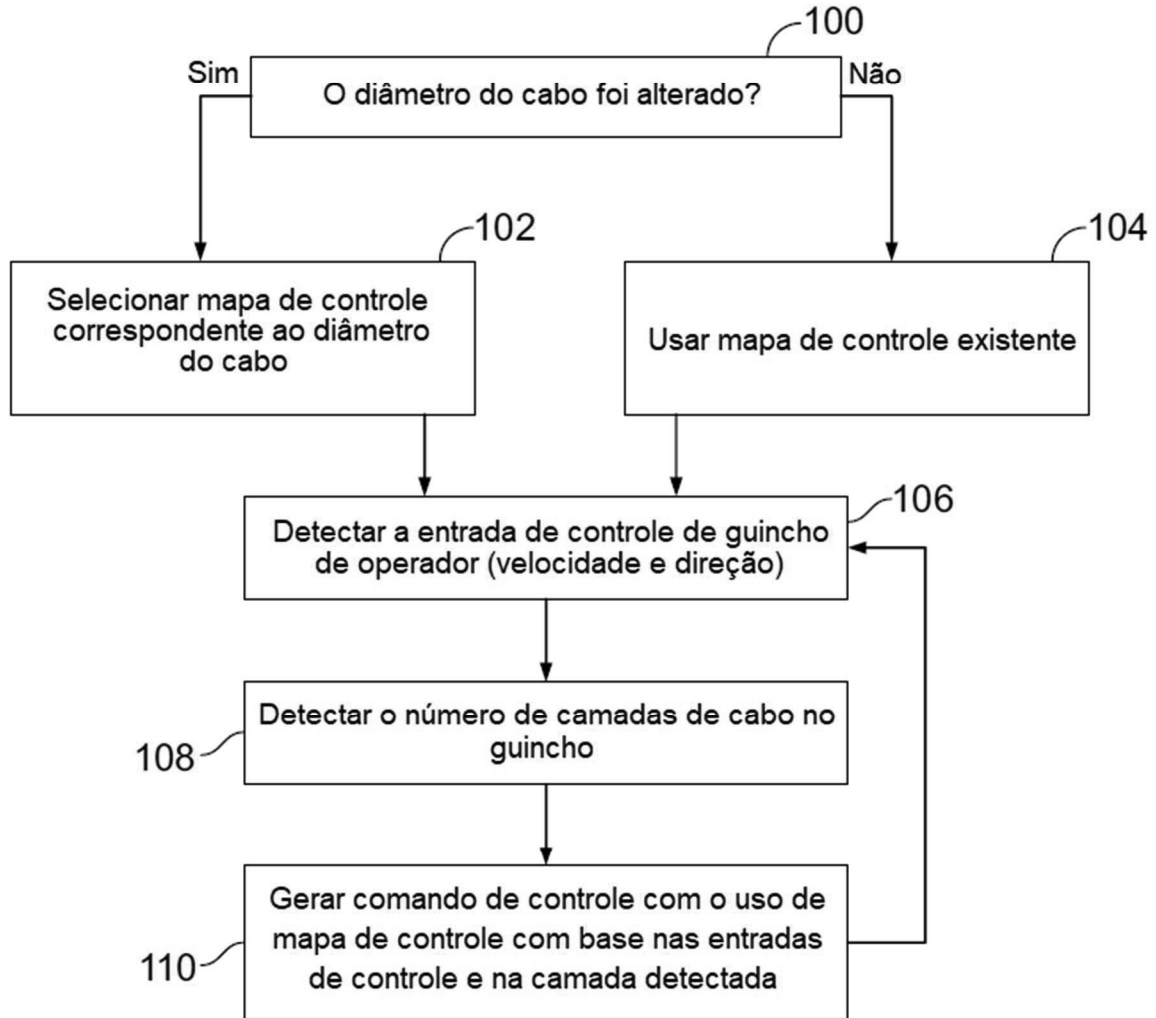 100
Sim
Não
O diâmetro do cabo foi alterado?
102
104
Selecionar mapa de controle
correspondente ao diâmetro
do cabo
Usar mapa de controle existente
106
Detectar a entrada de controle de guincho
de operador (velocidade e direção)
Detectar o número de camadas de cabo no
guincho
108
Gerar comando de controle com o uso de
mapa de controle com base nas entradas
de controle e na camada detectada
110